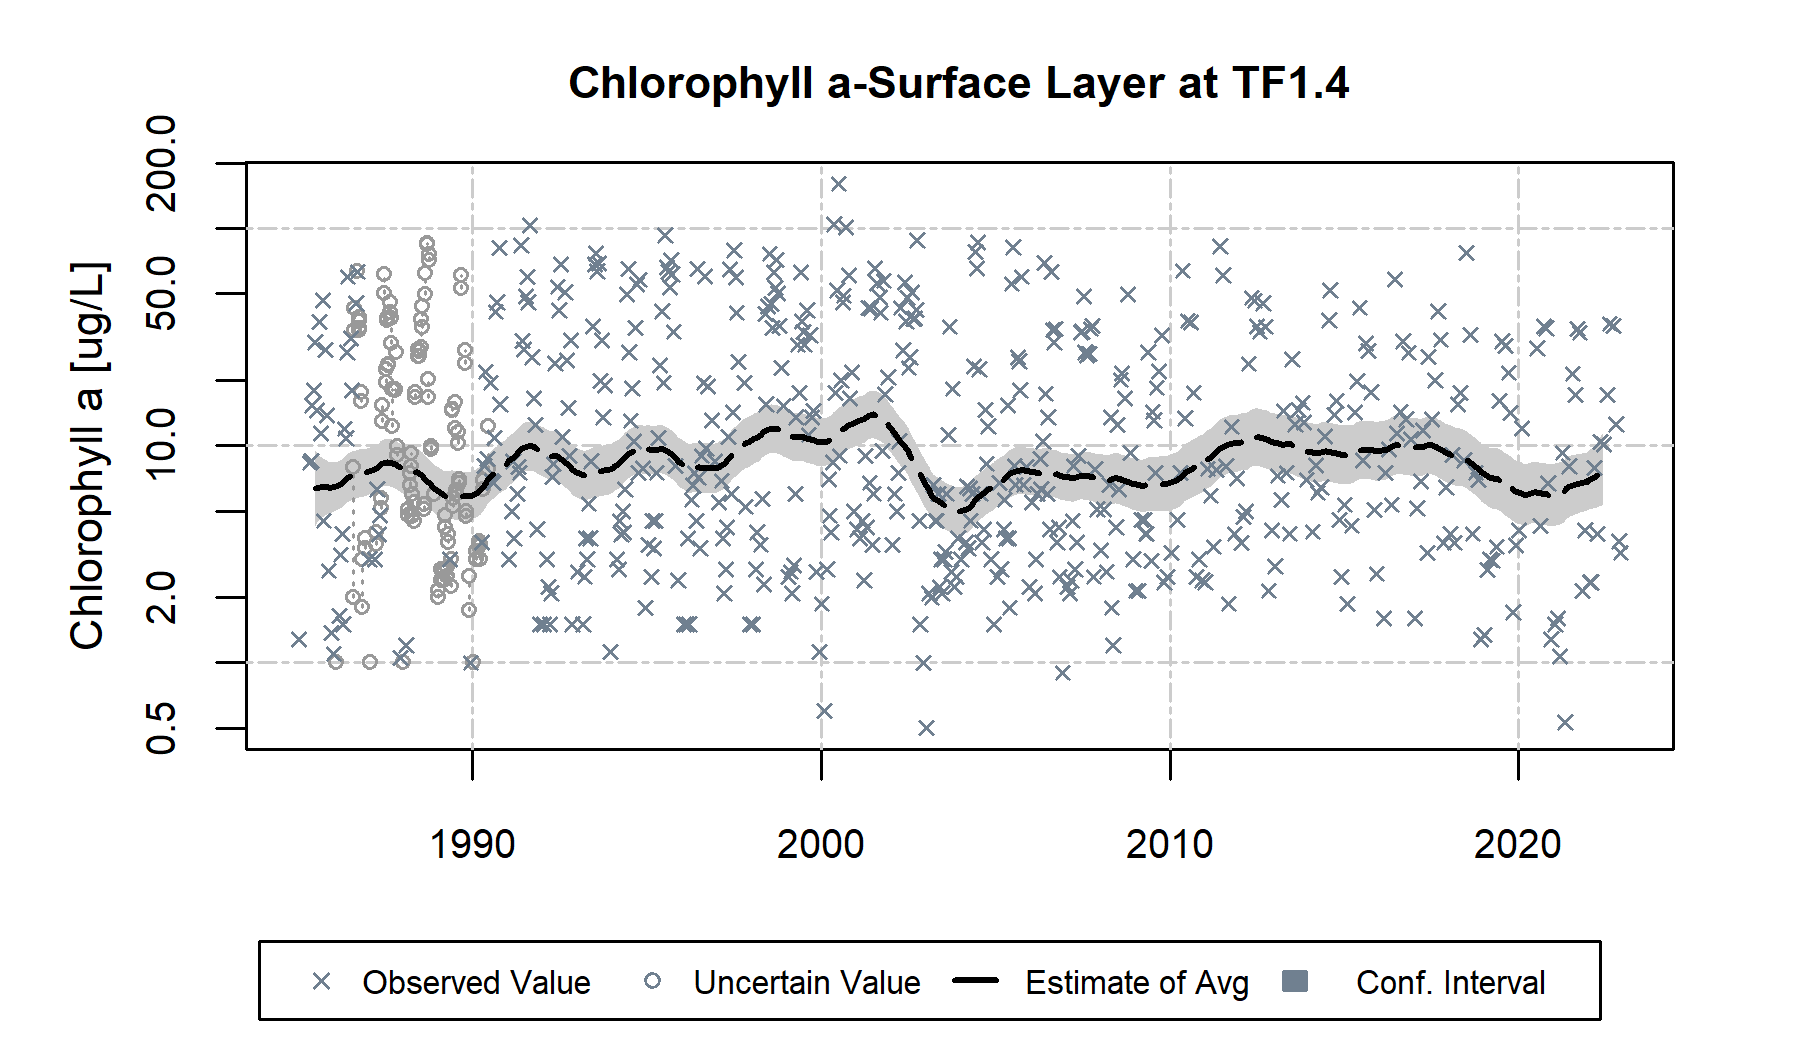 Chlorophyll a-Surface Layer at TF1.4
Chlorophyll a [ug/L]
200.0
50.0
10.0
2.0
0.5
1990 2000 2010 2020
Observed Value Uncertain Value Estimate of Avg Conf. Interval